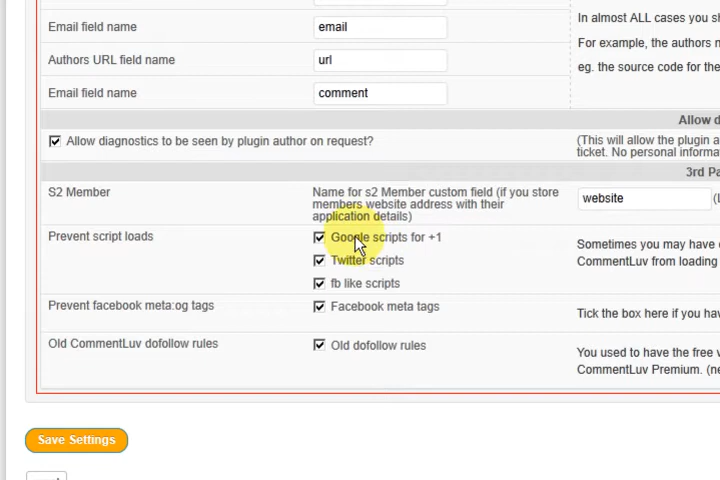 Email field name
email
In almost ALL cases you
For example, the authors
Authors URL field name
url
eg. the source code for the
Email field name
comment
Allow
Allow diagnostics to be seen by plugin author on request?
(This will allow the plugin
ticket. No personal
3rd
S2 Member
Name for s2 Member custom field (if you store
members website address with their
application details)
website
Prevent script loads
Google scripts for +1
Twitter scripts
fb like scripts
Sometimes you may have
CommentLuv from loading
Prevent facebook meta:og tags
Facebook meta tags
Tick the box here if you
Old CommentLuv dofollow rules
Old dofollow rules
You used to have the free
CommentLuv Premium.
Save Settings